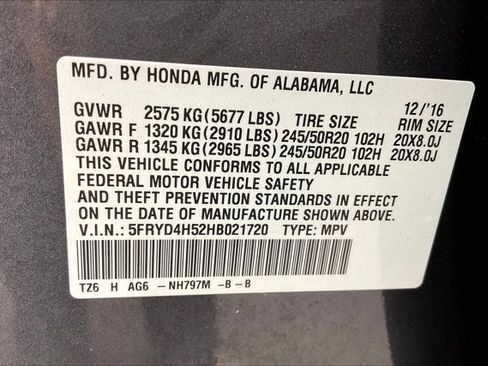 MFD. BY HONDA MFG. OF ALABAMA, LLC
12/'16
GVWR 2575 KG (5677 LBS) TIRE SIZE RIM SIZE
GAWR F 1320 KG (2910 LBS) 245/50R20 102H 20X8.0J
GAWR R 1345 KG (2965 LBS) 245/50R20 102H 20X8.0J
THIS VEHICLE CONFORMS TO ALL APPLICABLE
FEDERAL MOTOR VEHICLE SAFETY
AND THEFT PREVENTION STANDARDS IN EFFECT
ON THE DATE OF MANUFACTURE SHOWN ABOVE.
V.I.N.: 5FRYD4H52HB021720 TYPE: MPV
TZ6 H AG6 -NH797M -B-B